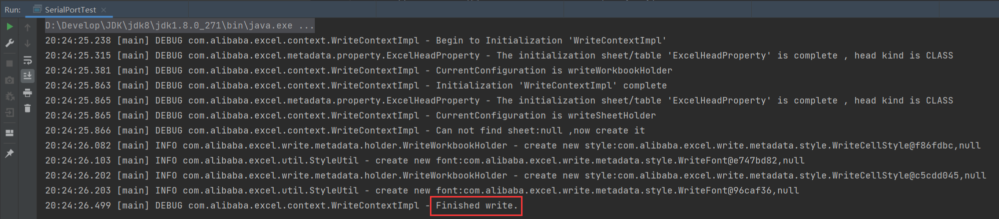 Run: SerialPortTest
D:\Develop\JDK\jdk8\jdk1.8.0_271\bin\java.exe ...
20:24:25.238 [main] DEBUG com.alibaba.excel.context.WriteContextImpl - Begin to Initialization 'WriteContextImpl'
20:24:25.315 [main] DEBUG com.alibaba.excel.metadata.property.ExcelHeadProperty - The initialization sheet/table 'ExcelHeadProperty' is complete , head kind is CLASS
20:24:25.381 [main] DEBUG com.alibaba.excel.context.WriteContextImpl - CurrentConfiguration is writeWorkbookHolder
20:24:25.863 [main] DEBUG com.alibaba.excel.context.WriteContextImpl - Initialization 'WriteContextImpl' complete
20:24:25.865 [main] DEBUG com.alibaba.excel.metadata.property.ExcelHeadProperty - The initialization sheet/table 'ExcelHeadProperty' is complete , head kind is CLASS
20:24:25.865 [main] DEBUG com.alibaba.excel.context.WriteContextImpl - CurrentConfiguration is writeSheetHolder
20:24:25.866 [main] DEBUG com.alibaba.excel.context.WriteContextImpl - Can not find sheet:null ,now create it
20:24:26.082 [main] INFO com.alibaba.excel.write.metadata.holder.WriteWorkbookHolder - create new style:com.alibaba.excel.write.metadata.style.WriteCellStyle@f86fdbc,null
20:24:26.103 [main] INFO com.alibaba.excel.util.StyleUtil - create new font:com.alibaba.excel.write.metadata.style.WriteFont@e747bd82,null
20:24:26.202 [main] INFO com.alibaba.excel.write.metadata.holder.WriteWorkbookHolder - create new style:com.alibaba.excel.write.metadata.style.WriteCellStyle@c5cdd045,null
20:24:26.203 [main] INFO com.alibaba.excel.util.StyleUtil - create new font:com.alibaba.excel.write.metadata.style.WriteFont@96caf36,null
20:24:26.499 [main] DEBUG com.alibaba.excel.context.WriteContextImpl - Finished write.